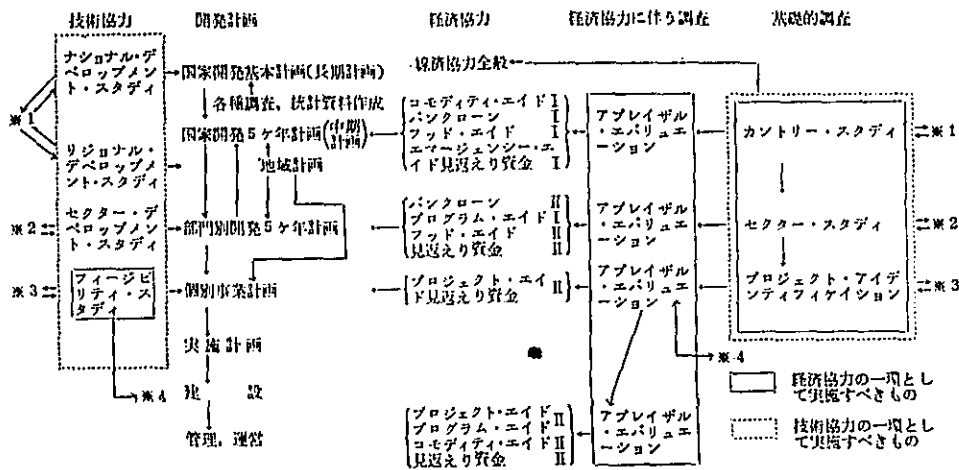 技術協力 開発計画 経済協力 経済協力に伴う調査 基礎的調査
ナショナル・デ
ベロップメン
ト・スタディ
国家開発基本計画(長期計画)
経済協力全般
各種調査，統計資料作成
※1
国家開発5ヶ年計画(中期
計画)
地域計画
リジョナル・
デベロップメ
ント・スタディ
コモディティ・エイド I
バンクローン I
フッド・エイド I
エマージェンシー・エ
イド見返えり資金 I
アプレイザル
・エバリュエ
ーション
カントリー・スタディ
※1
※2
セクター・デ
ベロップメン
ト・スタディ
部門別開発5ヶ年計画
バンクローン II
プログラム・エイド I
フッド・エイド II
見返えり資金 II
アプレイザル
・エバリュエ
ーション
セクター・スタディ
※2
※3
フィージビ
リティ・ス
タディ
個別事業計画
プロジェクト・エイ
ド見返えり資金 II
アプレイザル
・エバリュエ
ーション
プロジェクト・アイデ
ンティフィケイション
※3
実施計画
※4
※4
建設
管理，運営
プロジェクト・エイド II
プログラム・エイド II
コモディティ・エイド II
見返えり資金 II
アプレイザル
・エバリュエ
ーション
経済協力の一環とし
て実施すべきもの
技術協力の一環とし
て実施すべきもの